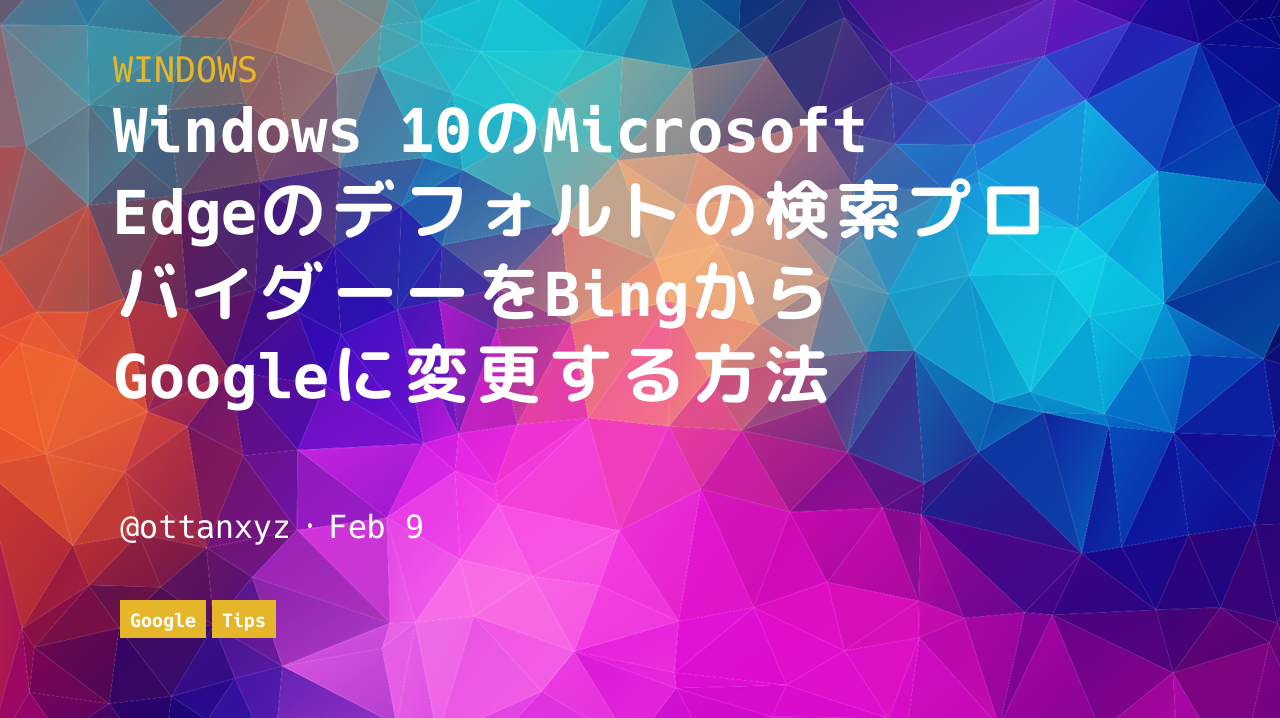 WINDOWS
Windows 10のMicrosoft
Edgeのデフォルトの検索プロ
バイダーーをBingから
Googleに変更する方法
@ottanxyz・Feb 9
Google Tips